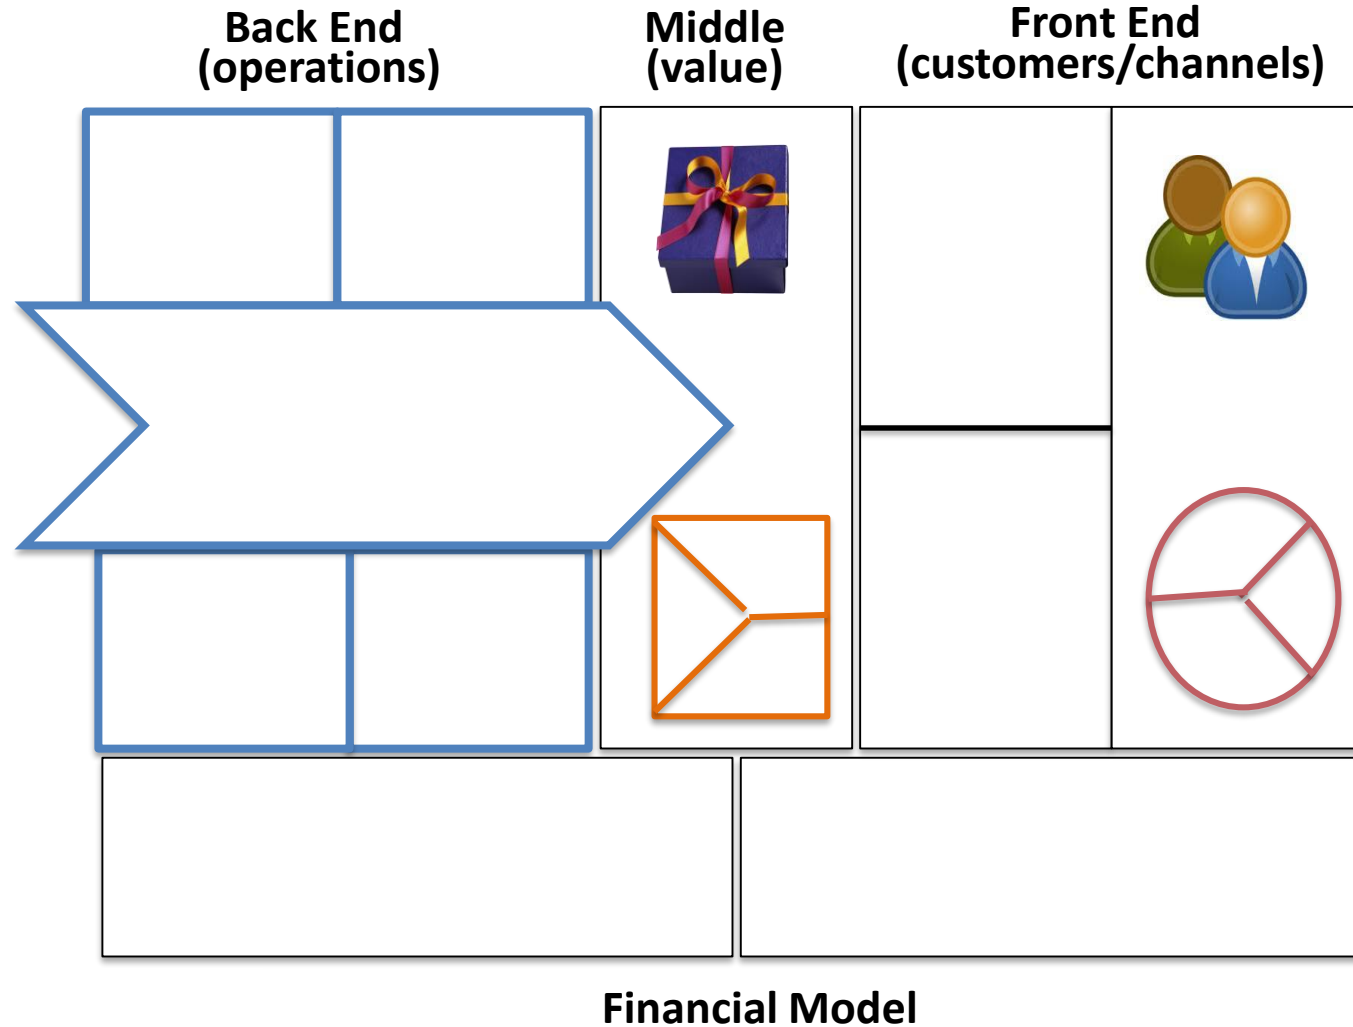 Back End
(operations)
Middle
(value)
Front End
(customers/channels)
Financial Model